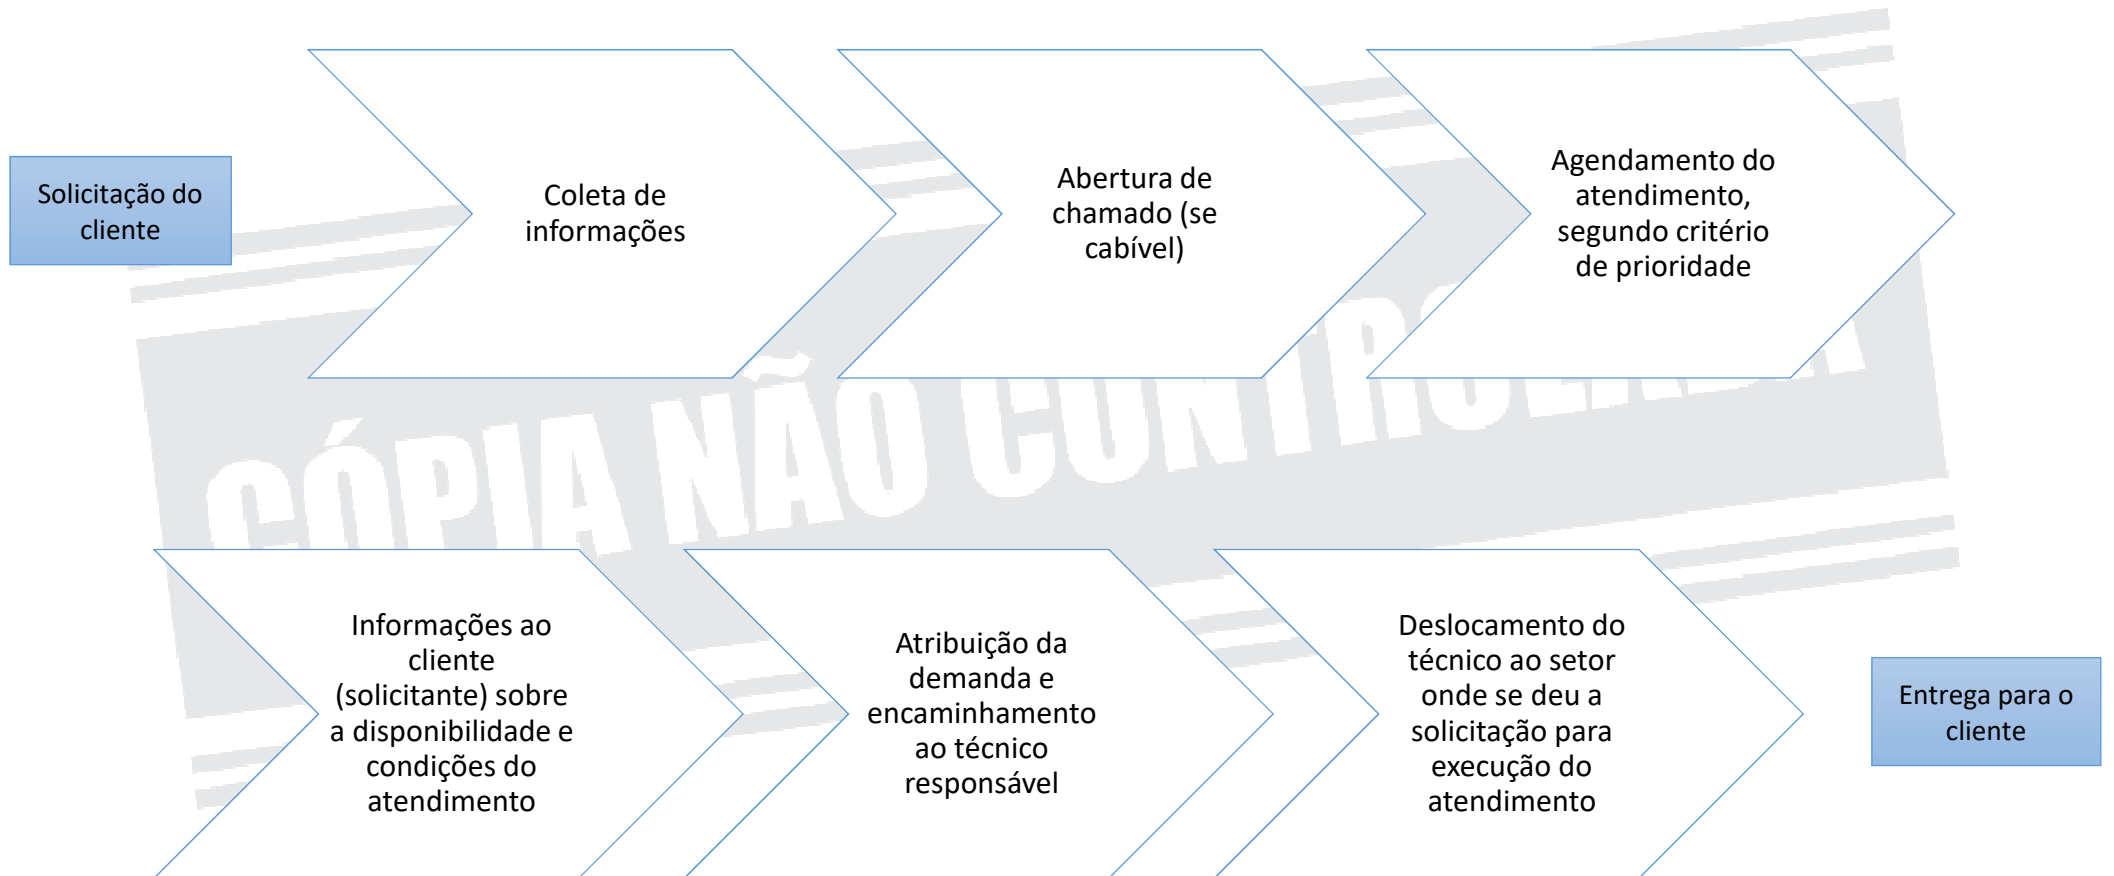 Solicitação do
cliente
Coleta de
informações
Abertura de
chamado (se
cabível)
Agendamento do
atendimento,
segundo critério
de prioridade
CÓPIA NÃO CONTROLADA
Informações ao
cliente
(solicitante) sobre
a disponibilidade e
condições do
atendimento
Atribuição da
demanda e
encaminhamento
ao técnico
responsável
Deslocamento do
técnico ao setor
onde se deu a
solicitação para
execução do
atendimento
Entrega para o
cliente